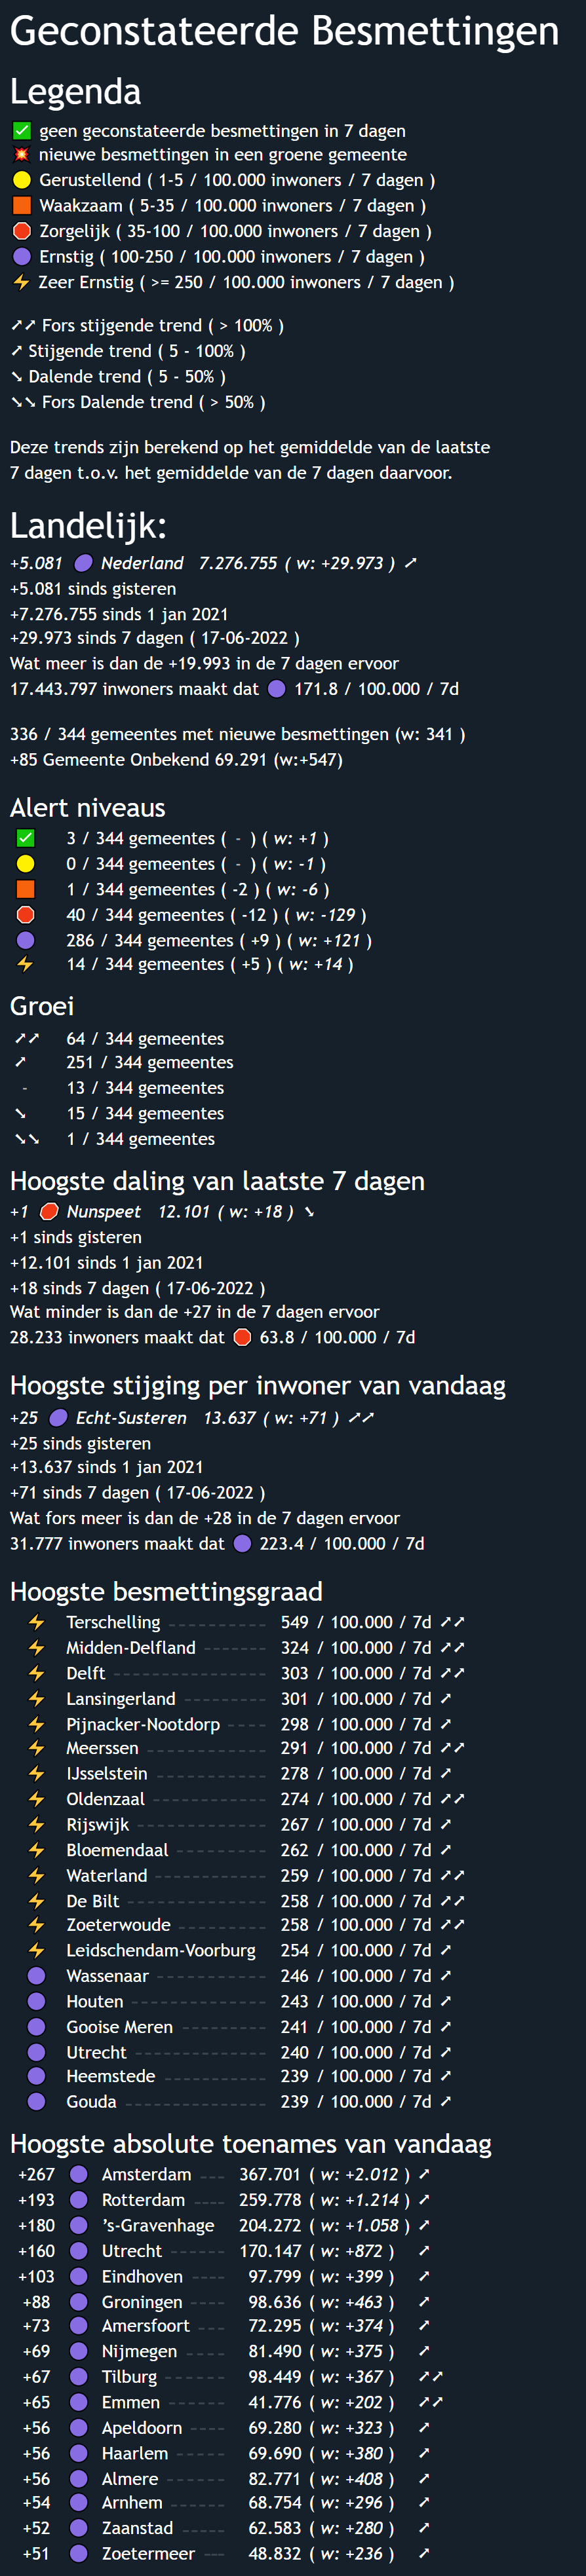 Geconstateerde Besmettingen
Legenda
✅ geen geconstateerde besmettingen in 7 dagen
💥 nieuwe besmettingen in een groene gemeente
🟡 Gerustellend ( 1-5 / 100.000 inwoners / 7 dagen )
🟧 Waakzaam ( 5-35 / 100.000 inwoners / 7 dagen )
🛑 Zorgelijk ( 35-100 / 100.000 inwoners / 7 dagen )
🟣 Ernstig ( 100-250 / 100.000 inwoners / 7 dagen )
⚡ Zeer Ernstig ( >= 250 / 100.000 inwoners / 7 dagen )
➚➚ Fors stijgende trend ( > 100% )
➚ Stijgende trend ( 5 - 100% )
➘ Dalende trend ( 5 - 50% )
➘➘ Fors Dalende trend ( > 50% )
Deze trends zijn berekend op het gemiddelde van de laatste
7 dagen t.o.v. het gemiddelde van de 7 dagen daarvoor.
Landelijk:
+5.081 🟣 Nederland 7.276.755 ( w: +29.973 ) ➚
+5.081 sinds gisteren
+7.276.755 sinds 1 jan 2021
+29.973 sinds 7 dagen ( 17-06-2022 )
Wat meer is dan de +19.993 in de 7 dagen ervoor
17.443.797 inwoners maakt dat 🟣 171.8 / 100.000 / 7d
336 / 344 gemeentes met nieuwe besmettingen (w: 341 )
+85 Gemeente Onbekend 69.291 (w:+547)
Alert niveaus
✅ 3 / 344 gemeentes ( - ) ( w: +1 )
🟡 0 / 344 gemeentes ( - ) ( w: -1 )
🟧 1 / 344 gemeentes ( -2 ) ( w: -6 )
🛑 40 / 344 gemeentes ( -12 ) ( w: -129 )
🟣 286 / 344 gemeentes ( +9 ) ( w: +121 )
⚡ 14 / 344 gemeentes ( +5 ) ( w: +14 )
Groei
➚➚ 64 / 344 gemeentes
➚ 251 / 344 gemeentes
- 13 / 344 gemeentes
➘ 15 / 344 gemeentes
➘➘ 1 / 344 gemeentes
Hoogste daling van laatste 7 dagen
+1 🛑 Nunspeet 12.101 ( w: +18 ) ➘
+1 sinds gisteren
+12.101 sinds 1 jan 2021
+18 sinds 7 dagen ( 17-06-2022 )
Wat minder is dan de +27 in de 7 dagen ervoor
28.233 inwoners maakt dat 🛑 63.8 / 100.000 / 7d
Hoogste stijging per inwoner van vandaag
+25 🟣 Echt-Susteren 13.637 ( w: +71 ) ➚➚
+25 sinds gisteren
+13.637 sinds 1 jan 2021
+71 sinds 7 dagen ( 17-06-2022 )
Wat fors meer is dan de +28 in de 7 dagen ervoor
31.777 inwoners maakt dat 🟣 223.4 / 100.000 / 7d
Hoogste besmettingsgraad
⚡ Terschelling 549 / 100.000 / 7d ➚➚
⚡ Midden-Delfland 324 / 100.000 / 7d ➚➚
⚡ Delft 303 / 100.000 / 7d ➚➚
⚡ Lansingerland 301 / 100.000 / 7d ➚
⚡ Pijnacker-Nootdorp 298 / 100.000 / 7d ➚
⚡ Meerssen 291 / 100.000 / 7d ➚➚
⚡ IJsselstein 278 / 100.000 / 7d ➚
⚡ Oldenzaal 274 / 100.000 / 7d ➚➚
⚡ Rijswijk 267 / 100.000 / 7d ➚
⚡ Bloemendaal 262 / 100.000 / 7d ➚
⚡ Waterland 259 / 100.000 / 7d ➚➚
⚡ De Bilt 258 / 100.000 / 7d ➚➚
⚡ Zoeterwoude 258 / 100.000 / 7d ➚➚
⚡ Leidschendam-Voorburg 254 / 100.000 / 7d ➚
🟣 Wassenaar 246 / 100.000 / 7d ➚
🟣 Houten 243 / 100.000 / 7d ➚
🟣 Gooise Meren 241 / 100.000 / 7d ➚
🟣 Utrecht 240 / 100.000 / 7d ➚
🟣 Heemstede 239 / 100.000 / 7d ➚
🟣 Gouda 239 / 100.000 / 7d ➚
Hoogste absolute toenames van vandaag
+267 🟣 Amsterdam 367.701 ( w: +2.012 ) ➚
+193 🟣 Rotterdam 259.778 ( w: +1.214 ) ➚
+180 🟣 's-Gravenhage 204.272 ( w: +1.058 ) ➚
+160 🟣 Utrecht 170.147 ( w: +872 ) ➚
+103 🟣 Eindhoven 97.799 ( w: +399 ) ➚
+88 🟣 Groningen 98.636 ( w: +463 ) ➚
+73 🟣 Amersfoort 72.295 ( w: +374 ) ➚
+69 🟣 Nijmegen 81.490 ( w: +375 ) ➚
+67 🟣 Tilburg 98.449 ( w: +367 ) ➚➚
+65 🟣 Emmen 41.776 ( w: +202 ) ➚➚
+56 🟣 Apeldoorn 69.280 ( w: +323 ) ➚
+56 🟣 Haarlem 69.690 ( w: +380 ) ➚
+56 🟣 Almere 82.771 ( w: +408 ) ➚
+54 🟣 Arnhem 68.754 ( w: +296 ) ➚
+52 🟣 Zaanstad 62.583 ( w: +280 ) ➚
+51 🟣 Zoetermeer 48.832 ( w: +236 ) ➚